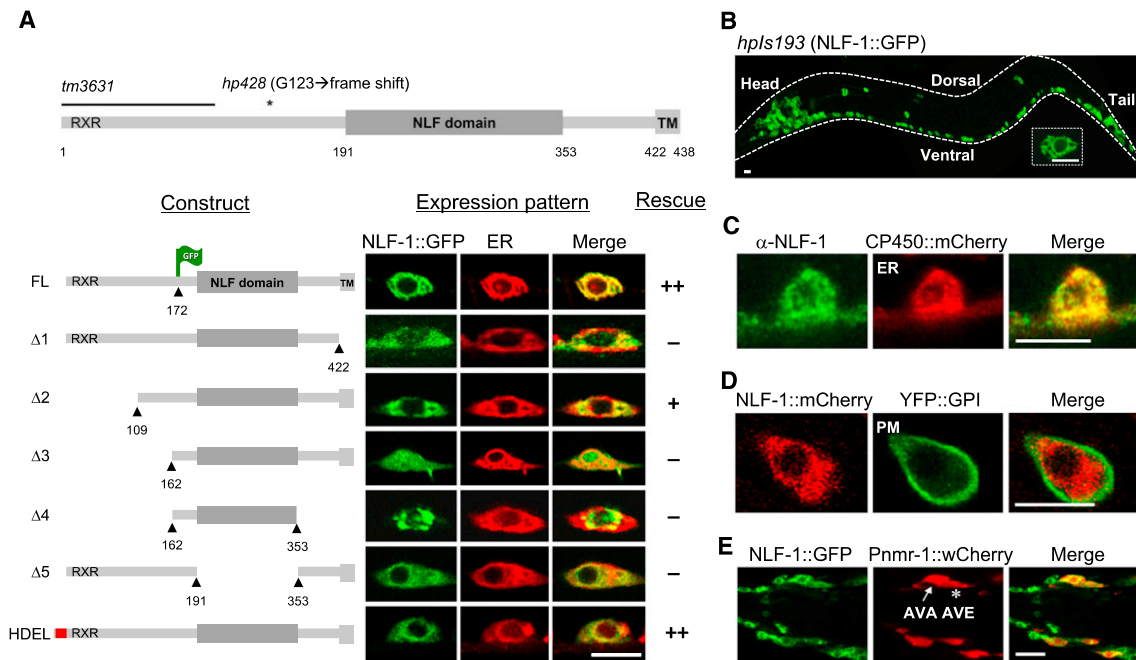 A
tm3631
hp428 (G123→frame shift)
*
RXR
NLF domain
TM
1
191
353
422
438
Construct
Expression pattern
Rescue
NLF-1::GFP
ER
Merge
FL
RXR
GFP
NLF domain
TM
172
++
Δ1
RXR
422
–
Δ2
109
+
Δ3
162
–
Δ4
162
353
–
Δ5
191
353
–
HDEL
RXR
++
B
hpIs193 (NLF-1::GFP)
Head
Dorsal
Tail
Ventral
C
α-NLF-1
CP450::mCherry
Merge
ER
D
NLF-1::mCherry
YFP::GPI
Merge
PM
E
NLF-1::GFP
Pnmr-1::wCherry
Merge
*
AVA AVE